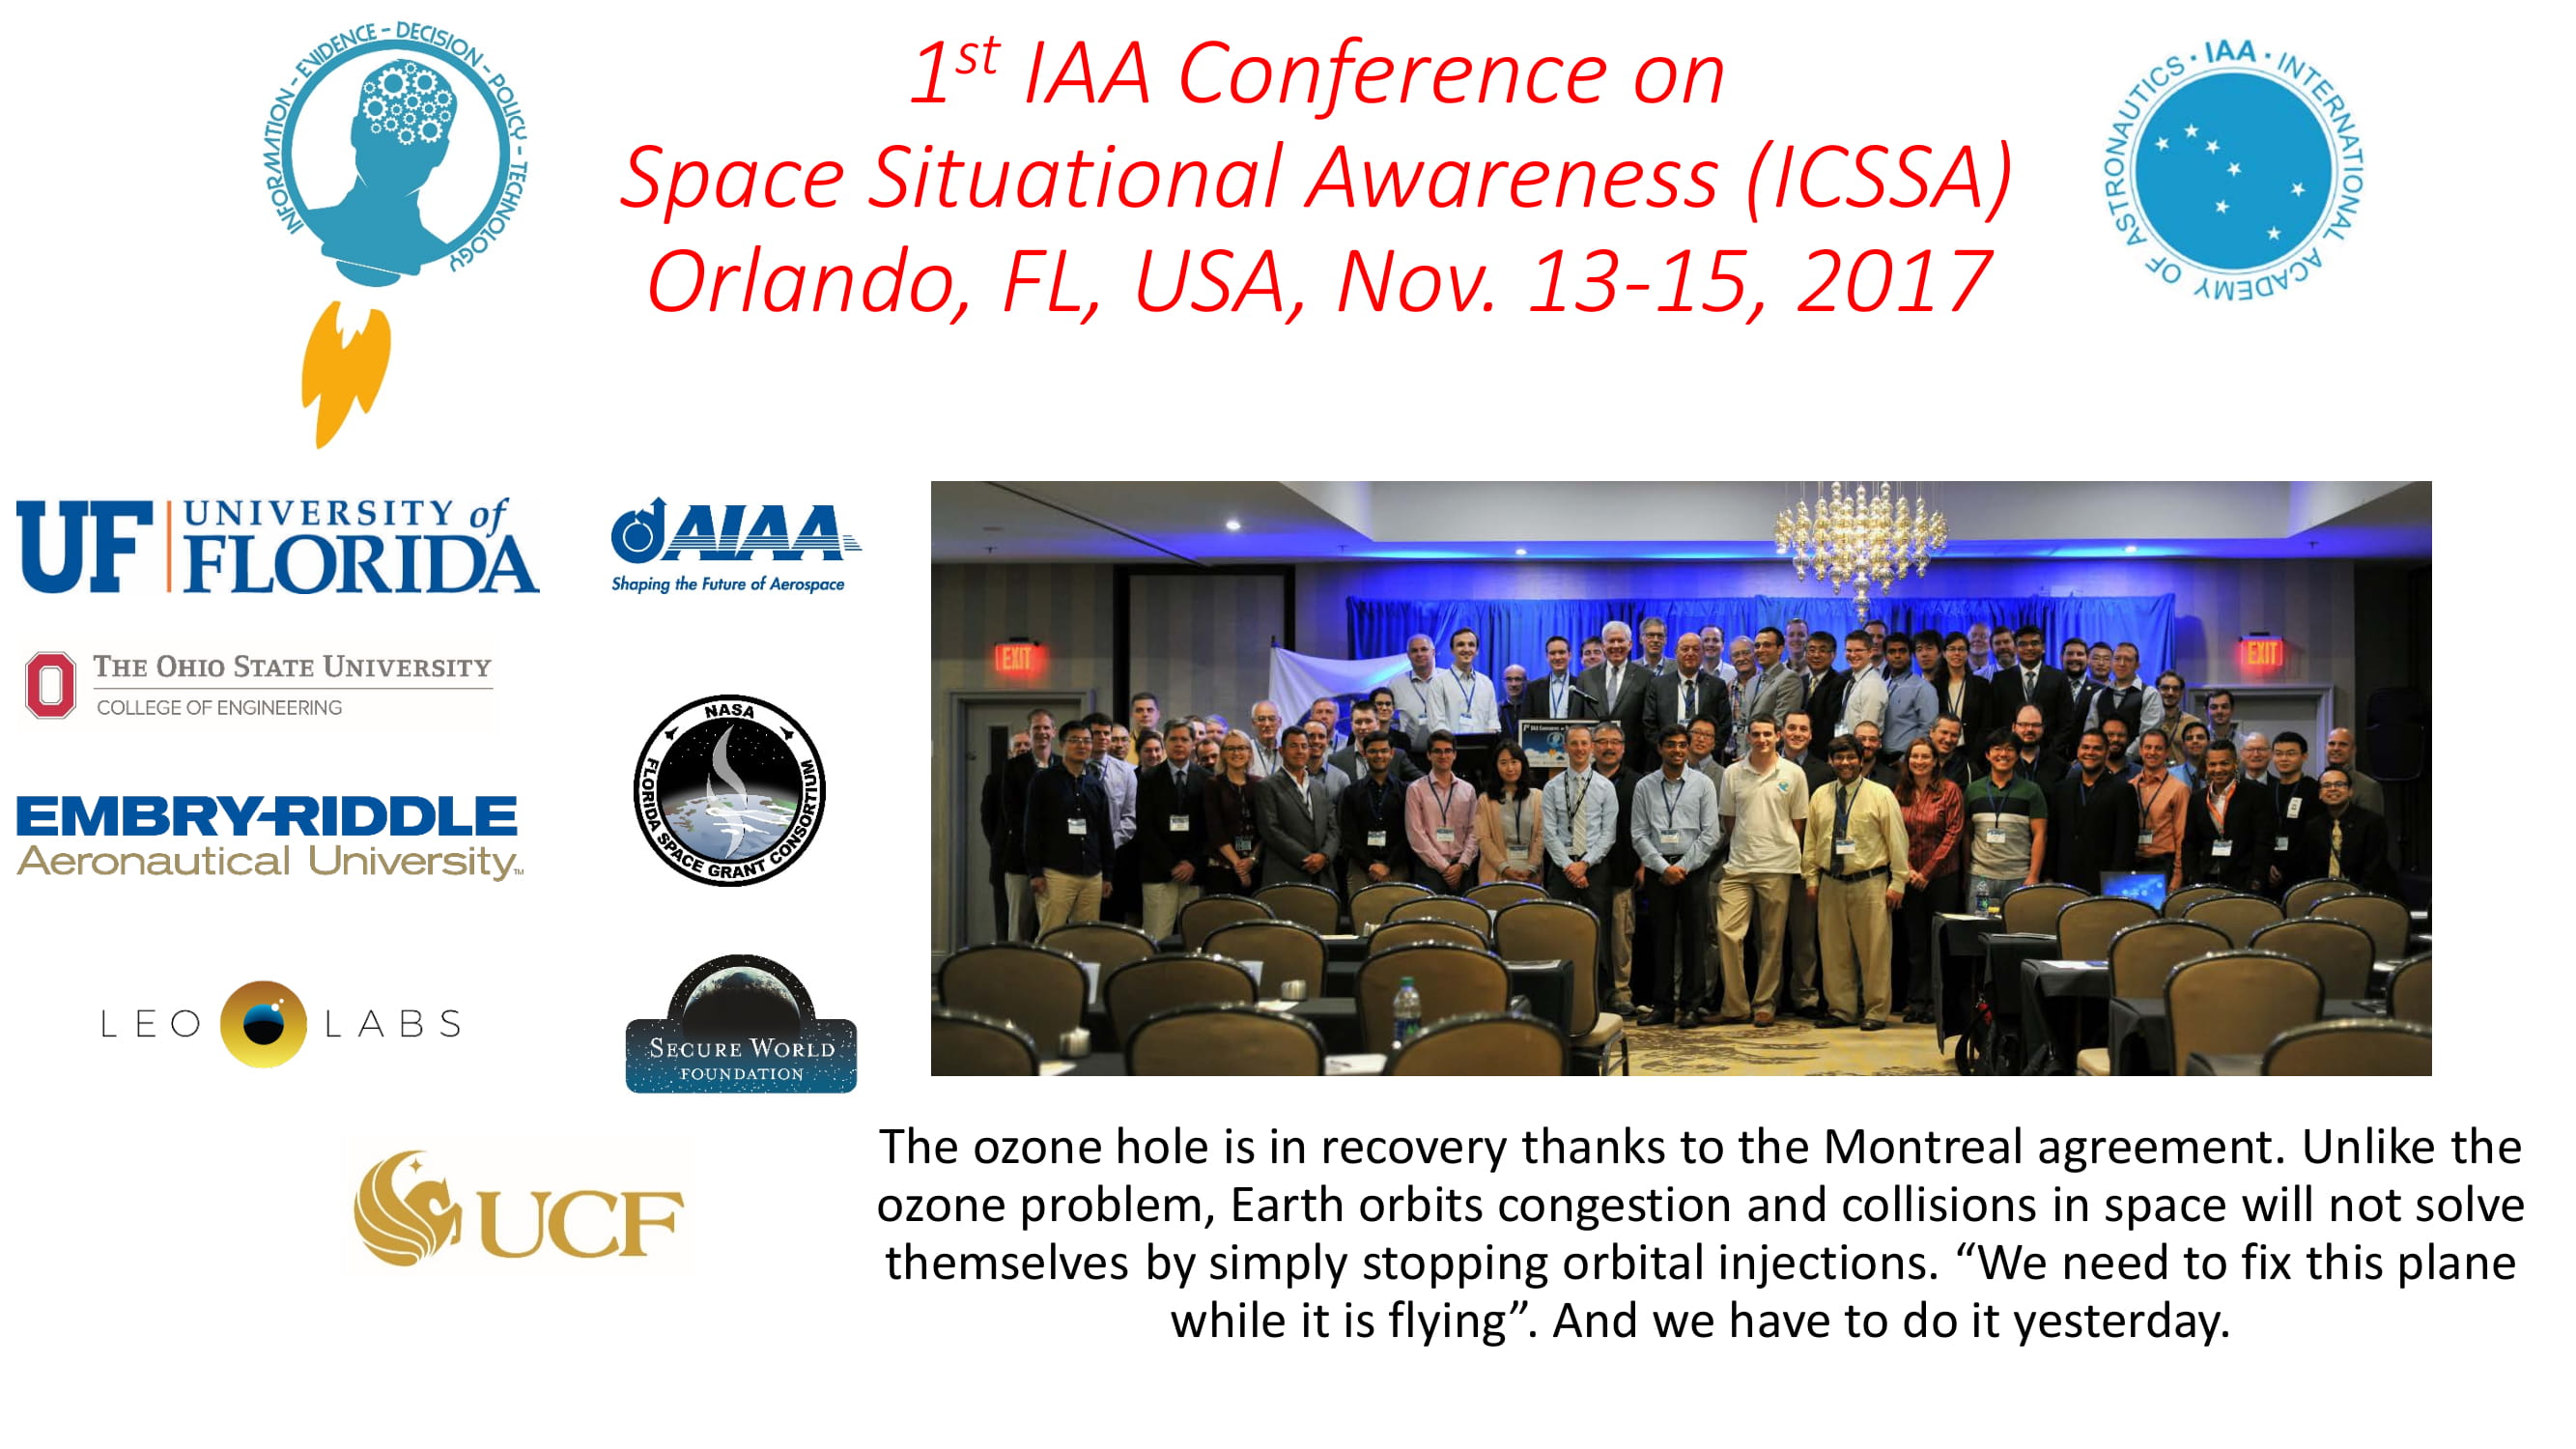 INFORMATION - EVIDENCE - DECISION - POLICY - TECHNOLOGY
1st IAA Conference on
Space Situational Awareness (ICSSA)
Orlando, FL, USA, Nov. 13-15, 2017
· IAA · INTERNATIONAL ACADEMY OF ASTRONAUTICS
UF UNIVERSITY of
FLORIDA
AIAA
Shaping the Future of Aerospace
THE OHIO STATE UNIVERSITY
COLLEGE OF ENGINEERING
NASA
FLORIDA SPACE GRANT CONSORTIUM
EMBRY-RIDDLE
Aeronautical University™
LEO LABS
SECURE WORLD
FOUNDATION
UCF
EXIT
EXIT
The ozone hole is in recovery thanks to the Montreal agreement. Unlike the
ozone problem, Earth orbits congestion and collisions in space will not solve
themselves by simply stopping orbital injections. “We need to fix this plane
while it is flying”. And we have to do it yesterday.